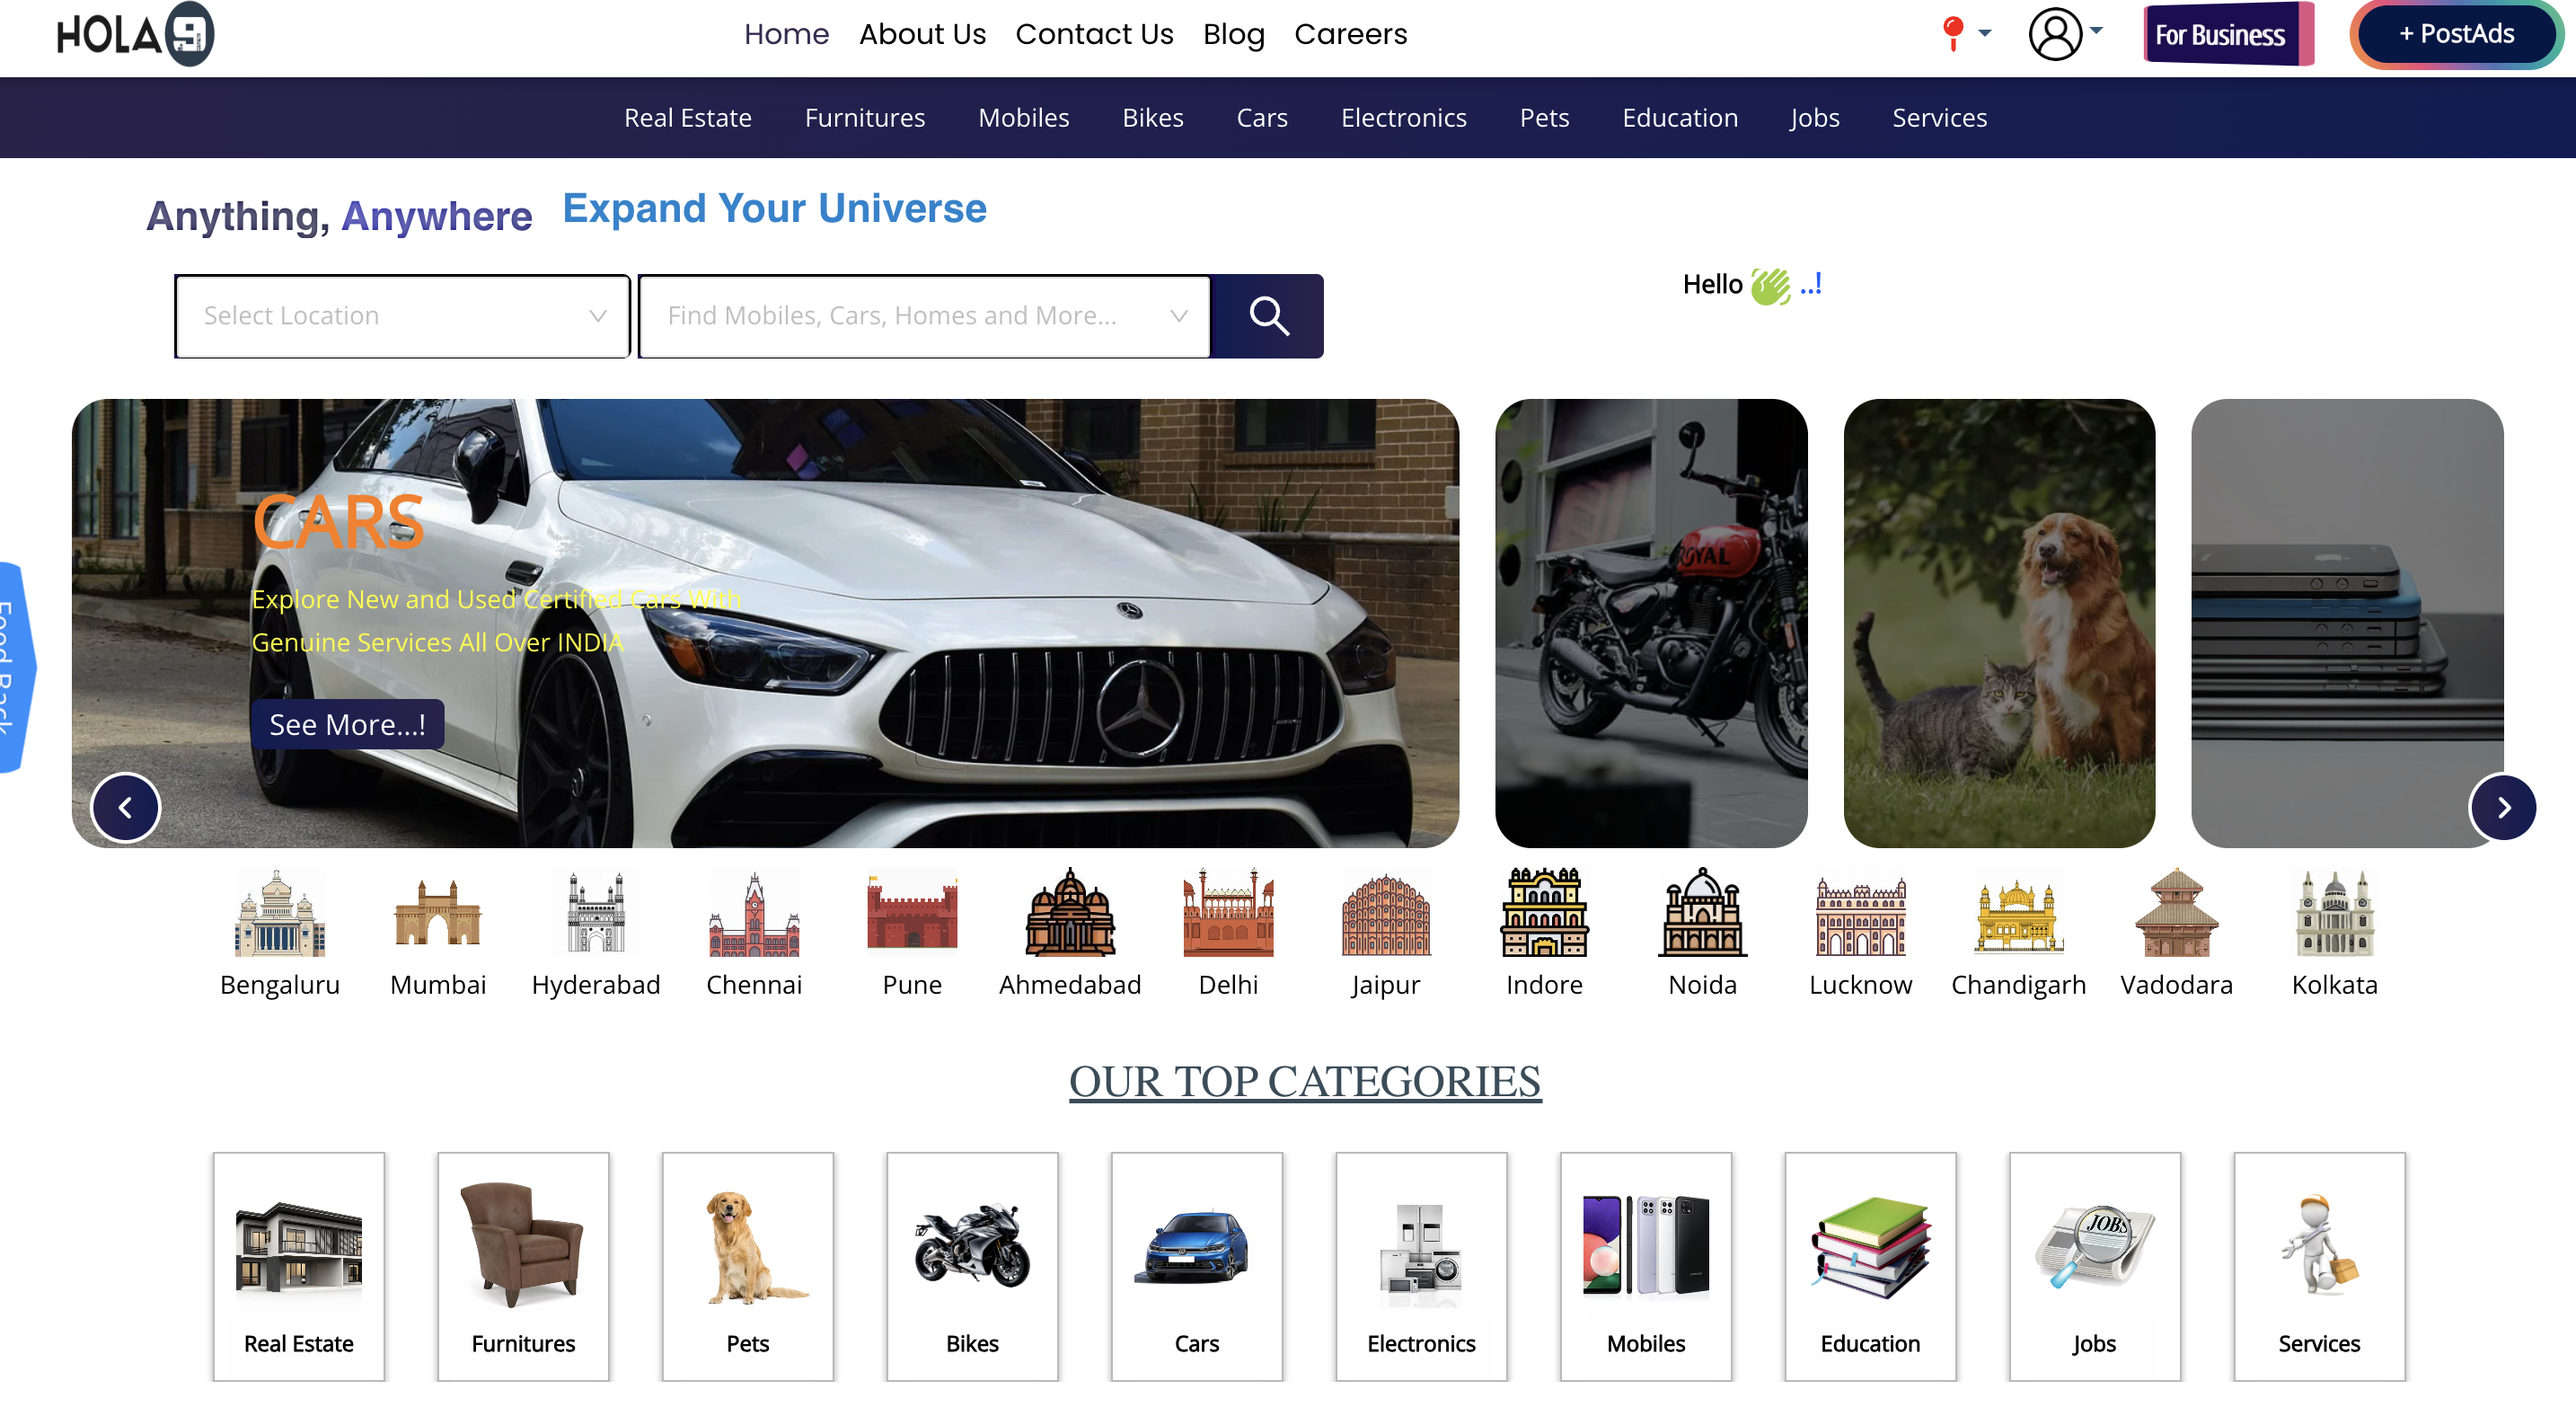 HOLA 9
Home About Us Contact Us Blog Careers
For Business
+ PostAds
Real Estate Furnitures Mobiles Bikes Cars Electronics Pets Education Jobs Services
Anything, Anywhere Expand Your Universe
Select Location
Find Mobiles, Cars, Homes and More...
Hello ..!
CARS
Explore New and Used Certified Cars With
Genuine Services All Over INDIA
See More...!
ROYAL
Feed Back
Bengaluru Mumbai Hyderabad Chennai Pune Ahmedabad Delhi Jaipur Indore Noida Lucknow Chandigarh Vadodara Kolkata
OUR TOP CATEGORIES
JOBS
Real Estate Furnitures Pets Bikes Cars Electronics Mobiles Education Jobs Services